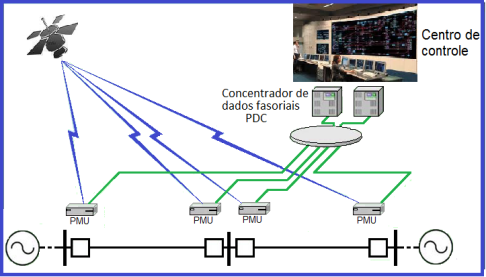 Centro de
controle
Concentrador de
dados fasoriais
PDC
PMU
PMU
PMU
PMU